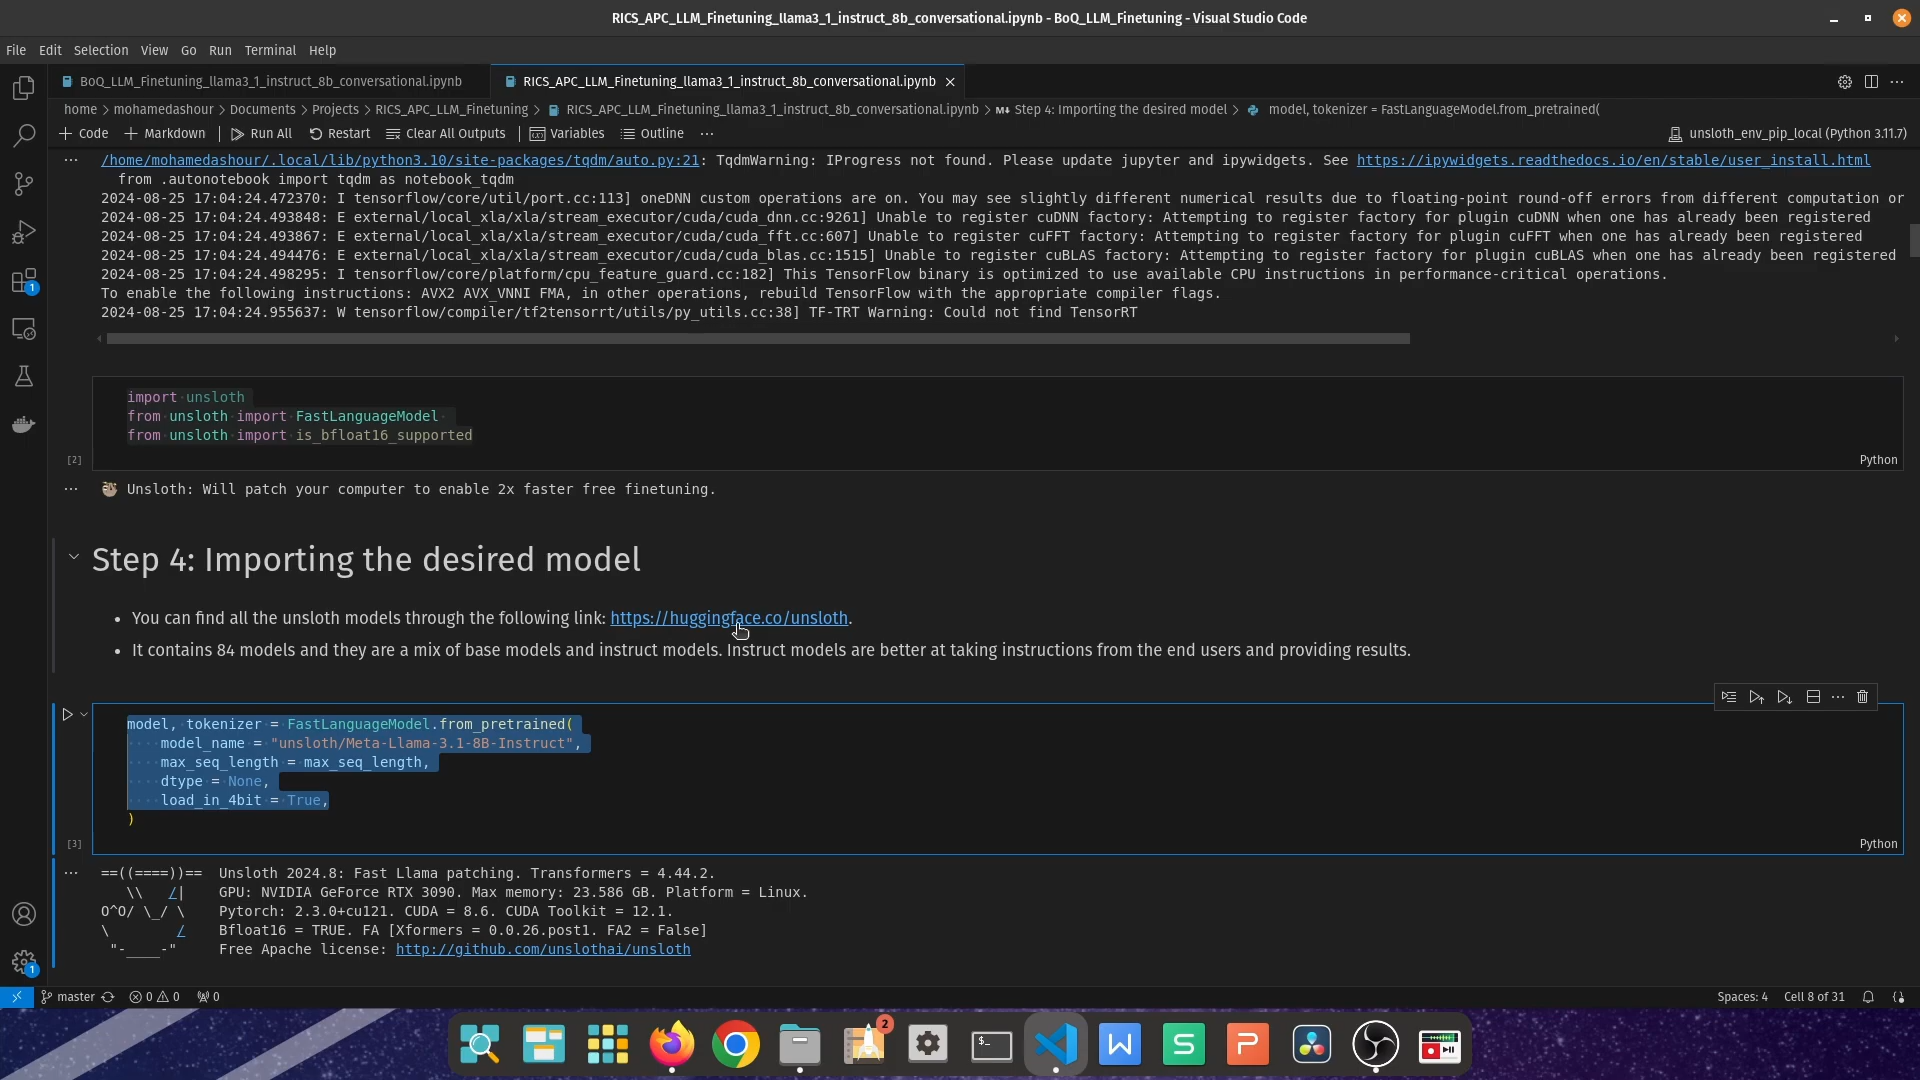 RICS_APC_LLM_Finetuning_llama3_1_instruct_8b_conversational.ipynb - BoQ_LLM_Finetuning - Visual Studio Code
File Edit Selection View Go Run Terminal Help
BoQ_LLM_Finetuning_llama3_1_instruct_8b_conversational.ipynb RICS_APC_LLM_Finetuning_llama3_1_instruct_8b_conversational.ipynb
home > mohamedashour > Documents > Projects > RICS_APC_LLM_Finetuning > RICS_APC_LLM_Finetuning_llama3_1_instruct_8b_conversational.ipynb > M↓ Step 4: Importing the desired model > model, tokenizer = FastLanguageModel.from_pretrained(
+ Code + Markdown | Run All Restart Clear All Outputs | Variables Outline ··· unsloth_env_pip_local (Python 3.11.7)
/home/mohamedashour/.local/lib/python3.10/site-packages/tqdm/auto.py:21: TqdmWarning: IProgress not found. Please update jupyter and ipywidgets. See https://ipywidgets.readthedocs.io/en/stable/user_install.html
from .autonotebook import tqdm as notebook_tqdm
2024-08-25 17:04:24.472370: I tensorflow/core/util/port.cc:113] oneDNN custom operations are on. You may see slightly different numerical results due to floating-point round-off errors from different computation or
2024-08-25 17:04:24.493848: E external/local_xla/xla/stream_executor/cuda/cuda_dnn.cc:9261] Unable to register cuDNN factory: Attempting to register factory for plugin cuDNN when one has already been registered
2024-08-25 17:04:24.493867: E external/local_xla/xla/stream_executor/cuda/cuda_fft.cc:607] Unable to register cuFFT factory: Attempting to register factory for plugin cuFFT when one has already been registered
2024-08-25 17:04:24.494476: E external/local_xla/xla/stream_executor/cuda/cuda_blas.cc:1515] Unable to register cuBLAS factory: Attempting to register factory for plugin cuBLAS when one has already been registered
2024-08-25 17:04:24.498295: I tensorflow/core/platform/cpu_feature_guard.cc:182] This TensorFlow binary is optimized to use available CPU instructions in performance-critical operations.
To enable the following instructions: AVX2 AVX_VNNI FMA, in other operations, rebuild TensorFlow with the appropriate compiler flags.
2024-08-25 17:04:24.955637: W tensorflow/compiler/tf2tensorrt/utils/py_utils.cc:38] TF-TRT Warning: Could not find TensorRT
import unsloth
from unsloth import FastLanguageModel
from unsloth import is_bfloat16_supported
[2] Python
🦥 Unsloth: Will patch your computer to enable 2x faster free finetuning.
Step 4: Importing the desired model
• You can find all the unsloth models through the following link: https://huggingface.co/unsloth.
• It contains 84 models and they are a mix of base models and instruct models. Instruct models are better at taking instructions from the end users and providing results.
model, tokenizer = FastLanguageModel.from_pretrained(
model_name = "unsloth/Meta-Llama-3.1-8B-Instruct",
max_seq_length = max_seq_length,
dtype = None,
load_in_4bit = True,
)
[3] Python
==((====))== Unsloth 2024.8: Fast Llama patching. Transformers = 4.44.2.
\\ /| GPU: NVIDIA GeForce RTX 3090. Max memory: 23.586 GB. Platform = Linux.
O^O/ \_/ \ Pytorch: 2.3.0+cu121. CUDA = 8.6. CUDA Toolkit = 12.1.
\ / Bfloat16 = TRUE. FA [Xformers = 0.0.26.post1. FA2 = False]
"-____-" Free Apache license: http://github.com/unslothai/unsloth
master 0 0 0 Spaces: 4 Cell 8 of 31